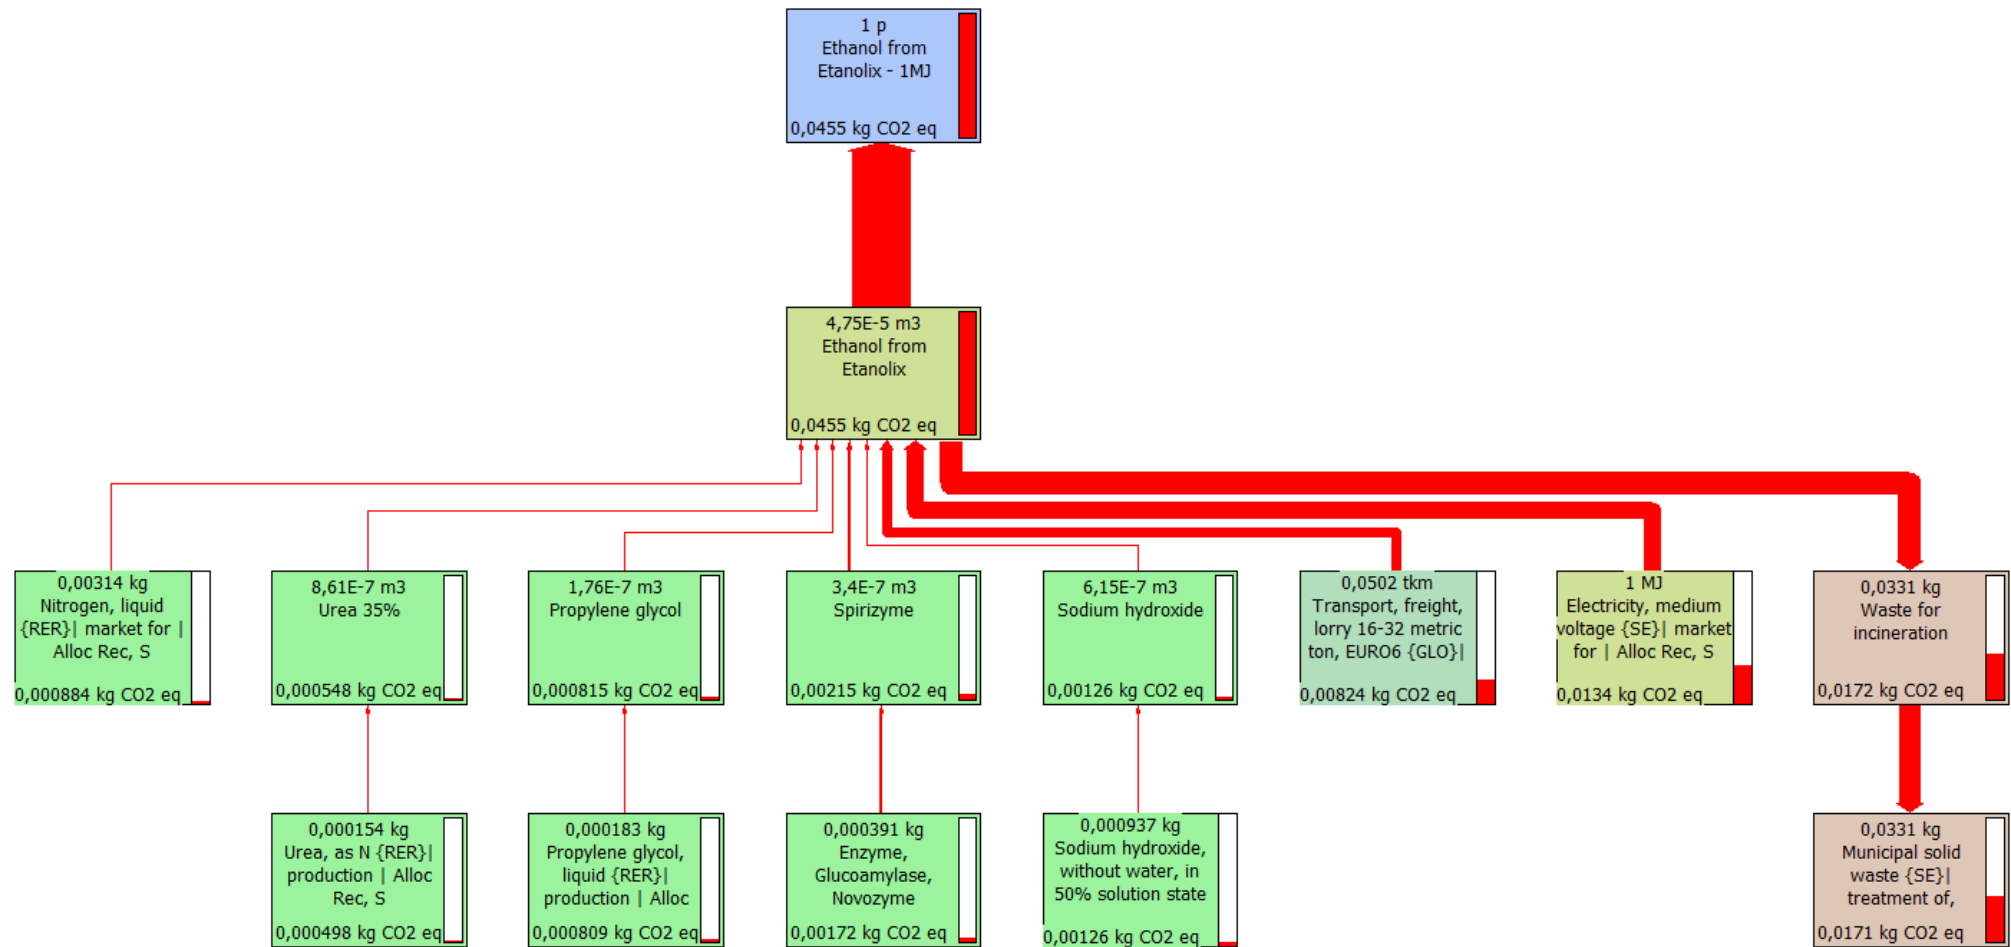 1 p
Ethanol from
Etanolix - 1MJ
0,0455 kg CO2 eq
4,75E-5 m3
Ethanol from
Etanolix
0,0455 kg CO2 eq
0,00314 kg
Nitrogen, liquid
{RER}| market for |
Alloc Rec, S
0,000884 kg CO2 eq
8,61E-7 m3
Urea 35%
0,000548 kg CO2 eq
1,76E-7 m3
Propylene glycol
0,000815 kg CO2 eq
3,4E-7 m3
Spirizyme
0,00215 kg CO2 eq
6,15E-7 m3
Sodium hydroxide
0,00126 kg CO2 eq
0,0502 tkm
Transport, freight,
lorry 16-32 metric
ton, EURO6 {GLO}|
0,00824 kg CO2 eq
1 MJ
Electricity, medium
voltage {SE}| market
for | Alloc Rec, S
0,0134 kg CO2 eq
0,0331 kg
Waste for
incineration
0,0172 kg CO2 eq
0,000154 kg
Urea, as N {RER}|
production | Alloc
Rec, S
0,000498 kg CO2 eq
0,000183 kg
Propylene glycol,
liquid {RER}|
production | Alloc
0,000809 kg CO2 eq
0,000391 kg
Enzyme,
Glucoamylase,
Novozyme
0,00172 kg CO2 eq
0,000937 kg
Sodium hydroxide,
without water, in
50% solution state
0,00126 kg CO2 eq
0,0331 kg
Municipal solid
waste {SE}|
treatment of,
0,0171 kg CO2 eq